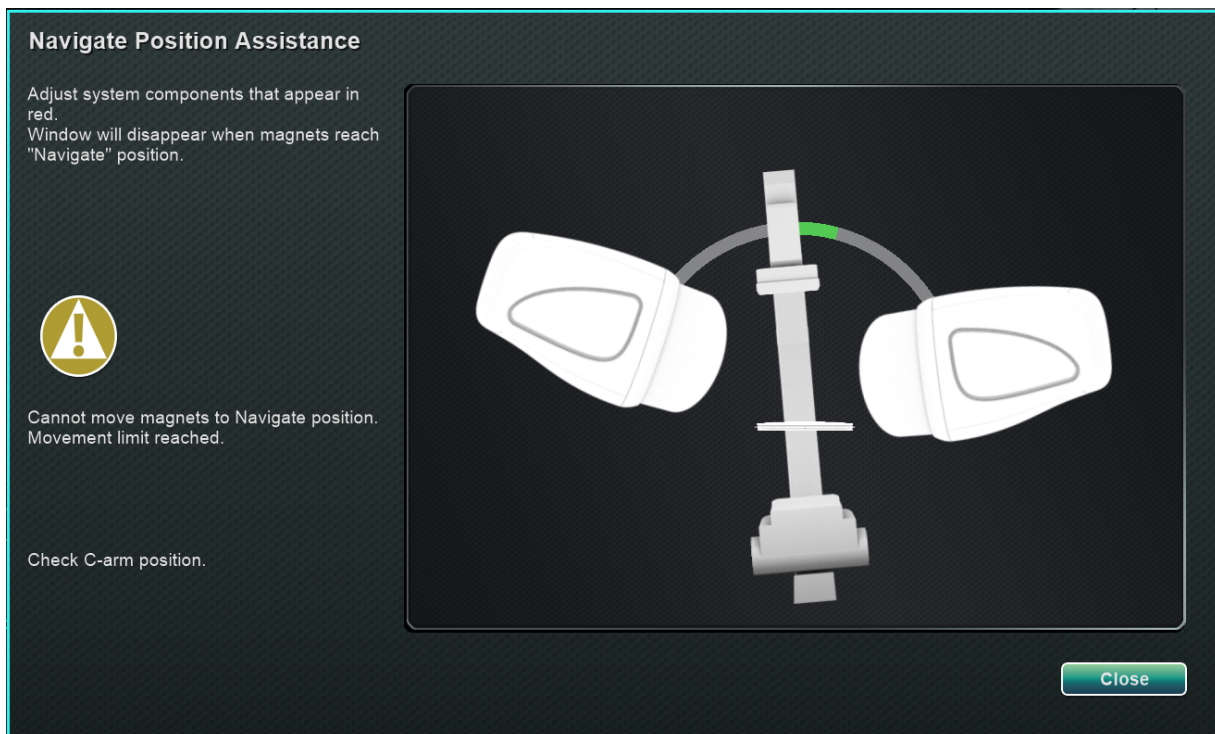 Navigate Position Assistance
Adjust system components that appear in
red.
Window will disappear when magnets reach
"Navigate" position.
Cannot move magnets to Navigate position.
Movement limit reached.
Check C-arm position.
Close